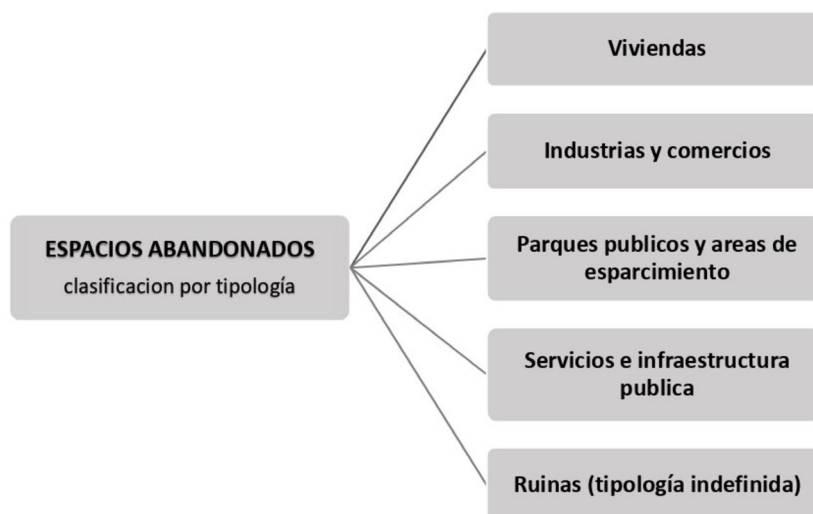 Viviendas
Industrias y comercios
ESPACIOS ABANDONADOS
clasificacion por tipología
Parques publicos y areas de
esparcimiento
Servicios e infraestructura
publica
Ruinas (tipología indefinida)